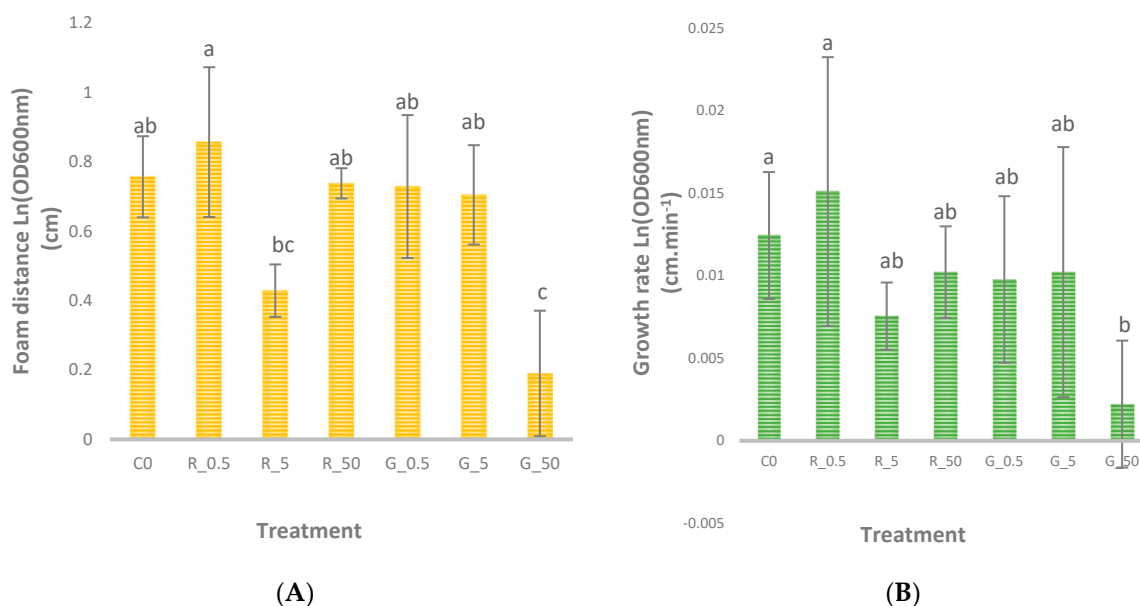 Foam distance Ln(OD600nm)
(cm)
1.2
1
0.8
0.6
0.4
0.2
0
ab
a
bc
ab
ab
ab
c
C0 R_0.5 R_5 R_50 G_0.5 G_5 G_50
Treatment
(A)
Growth rate Ln(OD600nm)
(cm.min⁻¹)
0.025
0.02
0.015
0.01
0.005
0
-0.005
a
a
ab
ab
ab
ab
b
C0 R_0.5 R_5 R_50 G_0.5 G_5 G_50
Treatment
(B)